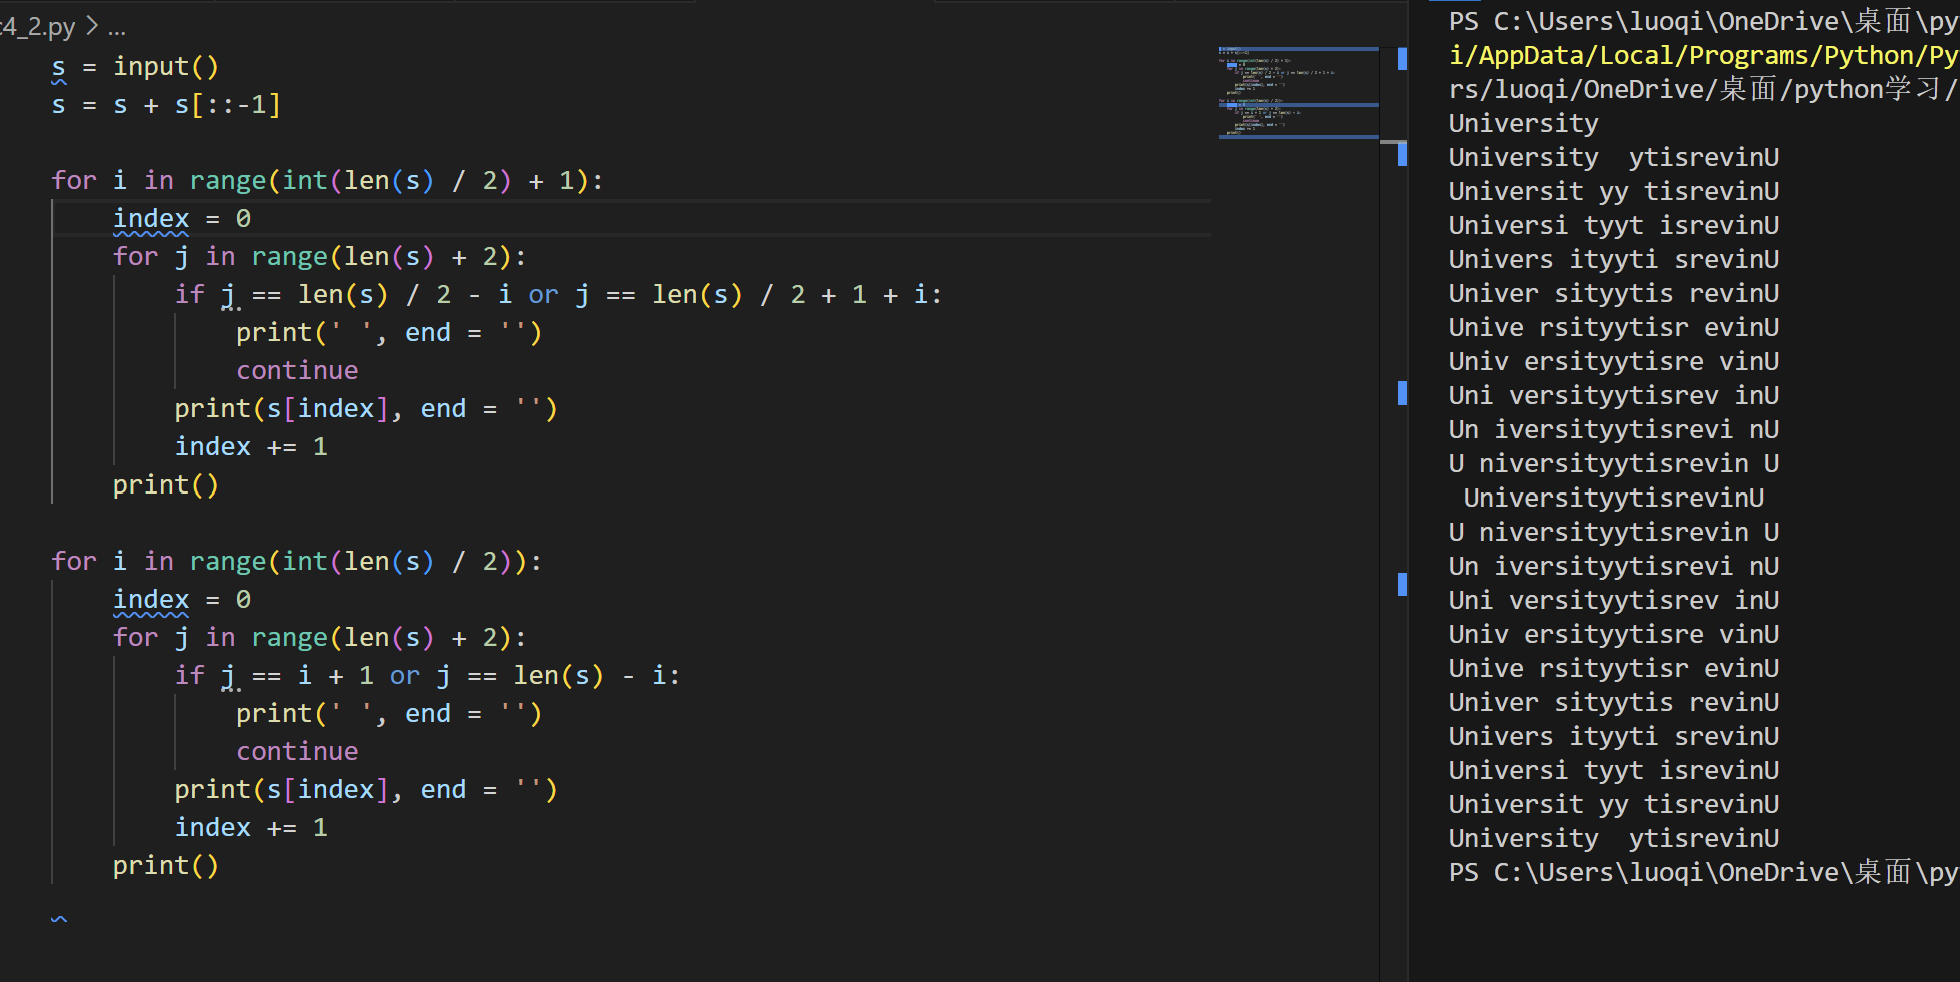 4_2.py > ...
s = input()
s = s + s[::-1]
for i in range(int(len(s) / 2) + 1):
    index = 0
    for j in range(len(s) + 2):
        if j == len(s) / 2 - i or j == len(s) / 2 + 1 + i:
            print(' ', end = '')
            continue
        print(s[index], end = '')
        index += 1
    print()
for i in range(int(len(s) / 2)):
    index = 0
    for j in range(len(s) + 2):
        if j == i + 1 or j == len(s) - i:
            print(' ', end = '')
            continue
        print(s[index], end = '')
        index += 1
    print()
PS C:\Users\luoqi\OneDrive\桌面\py
i/AppData/Local/Programs/Python/Py
rs/luoqi/OneDrive/桌面/python学习/
University
University  ytisrevinU
Universit yy tisrevinU
Universi tyyt isrevinU
Univers ityyti srevinU
Univer sityytis revinU
Unive rsityytisr evinU
Univ ersityytisre vinU
Uni versityytisrev inU
Un iversityytisrevi nU
U niversityytisrevin U
 UniversityytisrevinU
U niversityytisrevin U
Un iversityytisrevi nU
Uni versityytisrev inU
Univ ersityytisre vinU
Unive rsityytisr evinU
Univer sityytis revinU
Univers ityyti srevinU
Universi tyyt isrevinU
Universit yy tisrevinU
University  ytisrevinU
PS C:\Users\luoqi\OneDrive\桌面\py